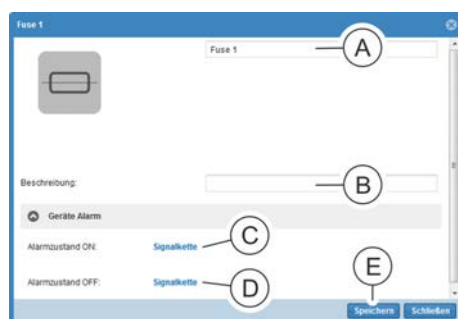 Fuse 1
Fuse 1
A
Beschreibung:
B
Geräte Alarm
Alarmzustand ON:
Signalkette
C
Alarmzustand OFF:
Signalkette
D
E
Speichern
Schließen